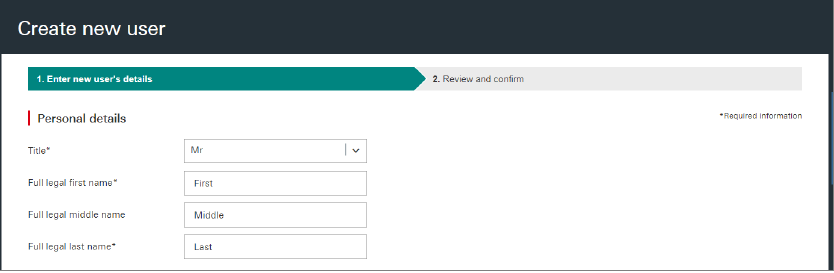 Create new user
1. Enter new user's details
2. Review and confirm
Personal details
*Required information
Title*
Mr
Full legal first name*
First
Full legal middle name
Middle
Full legal last name*
Last